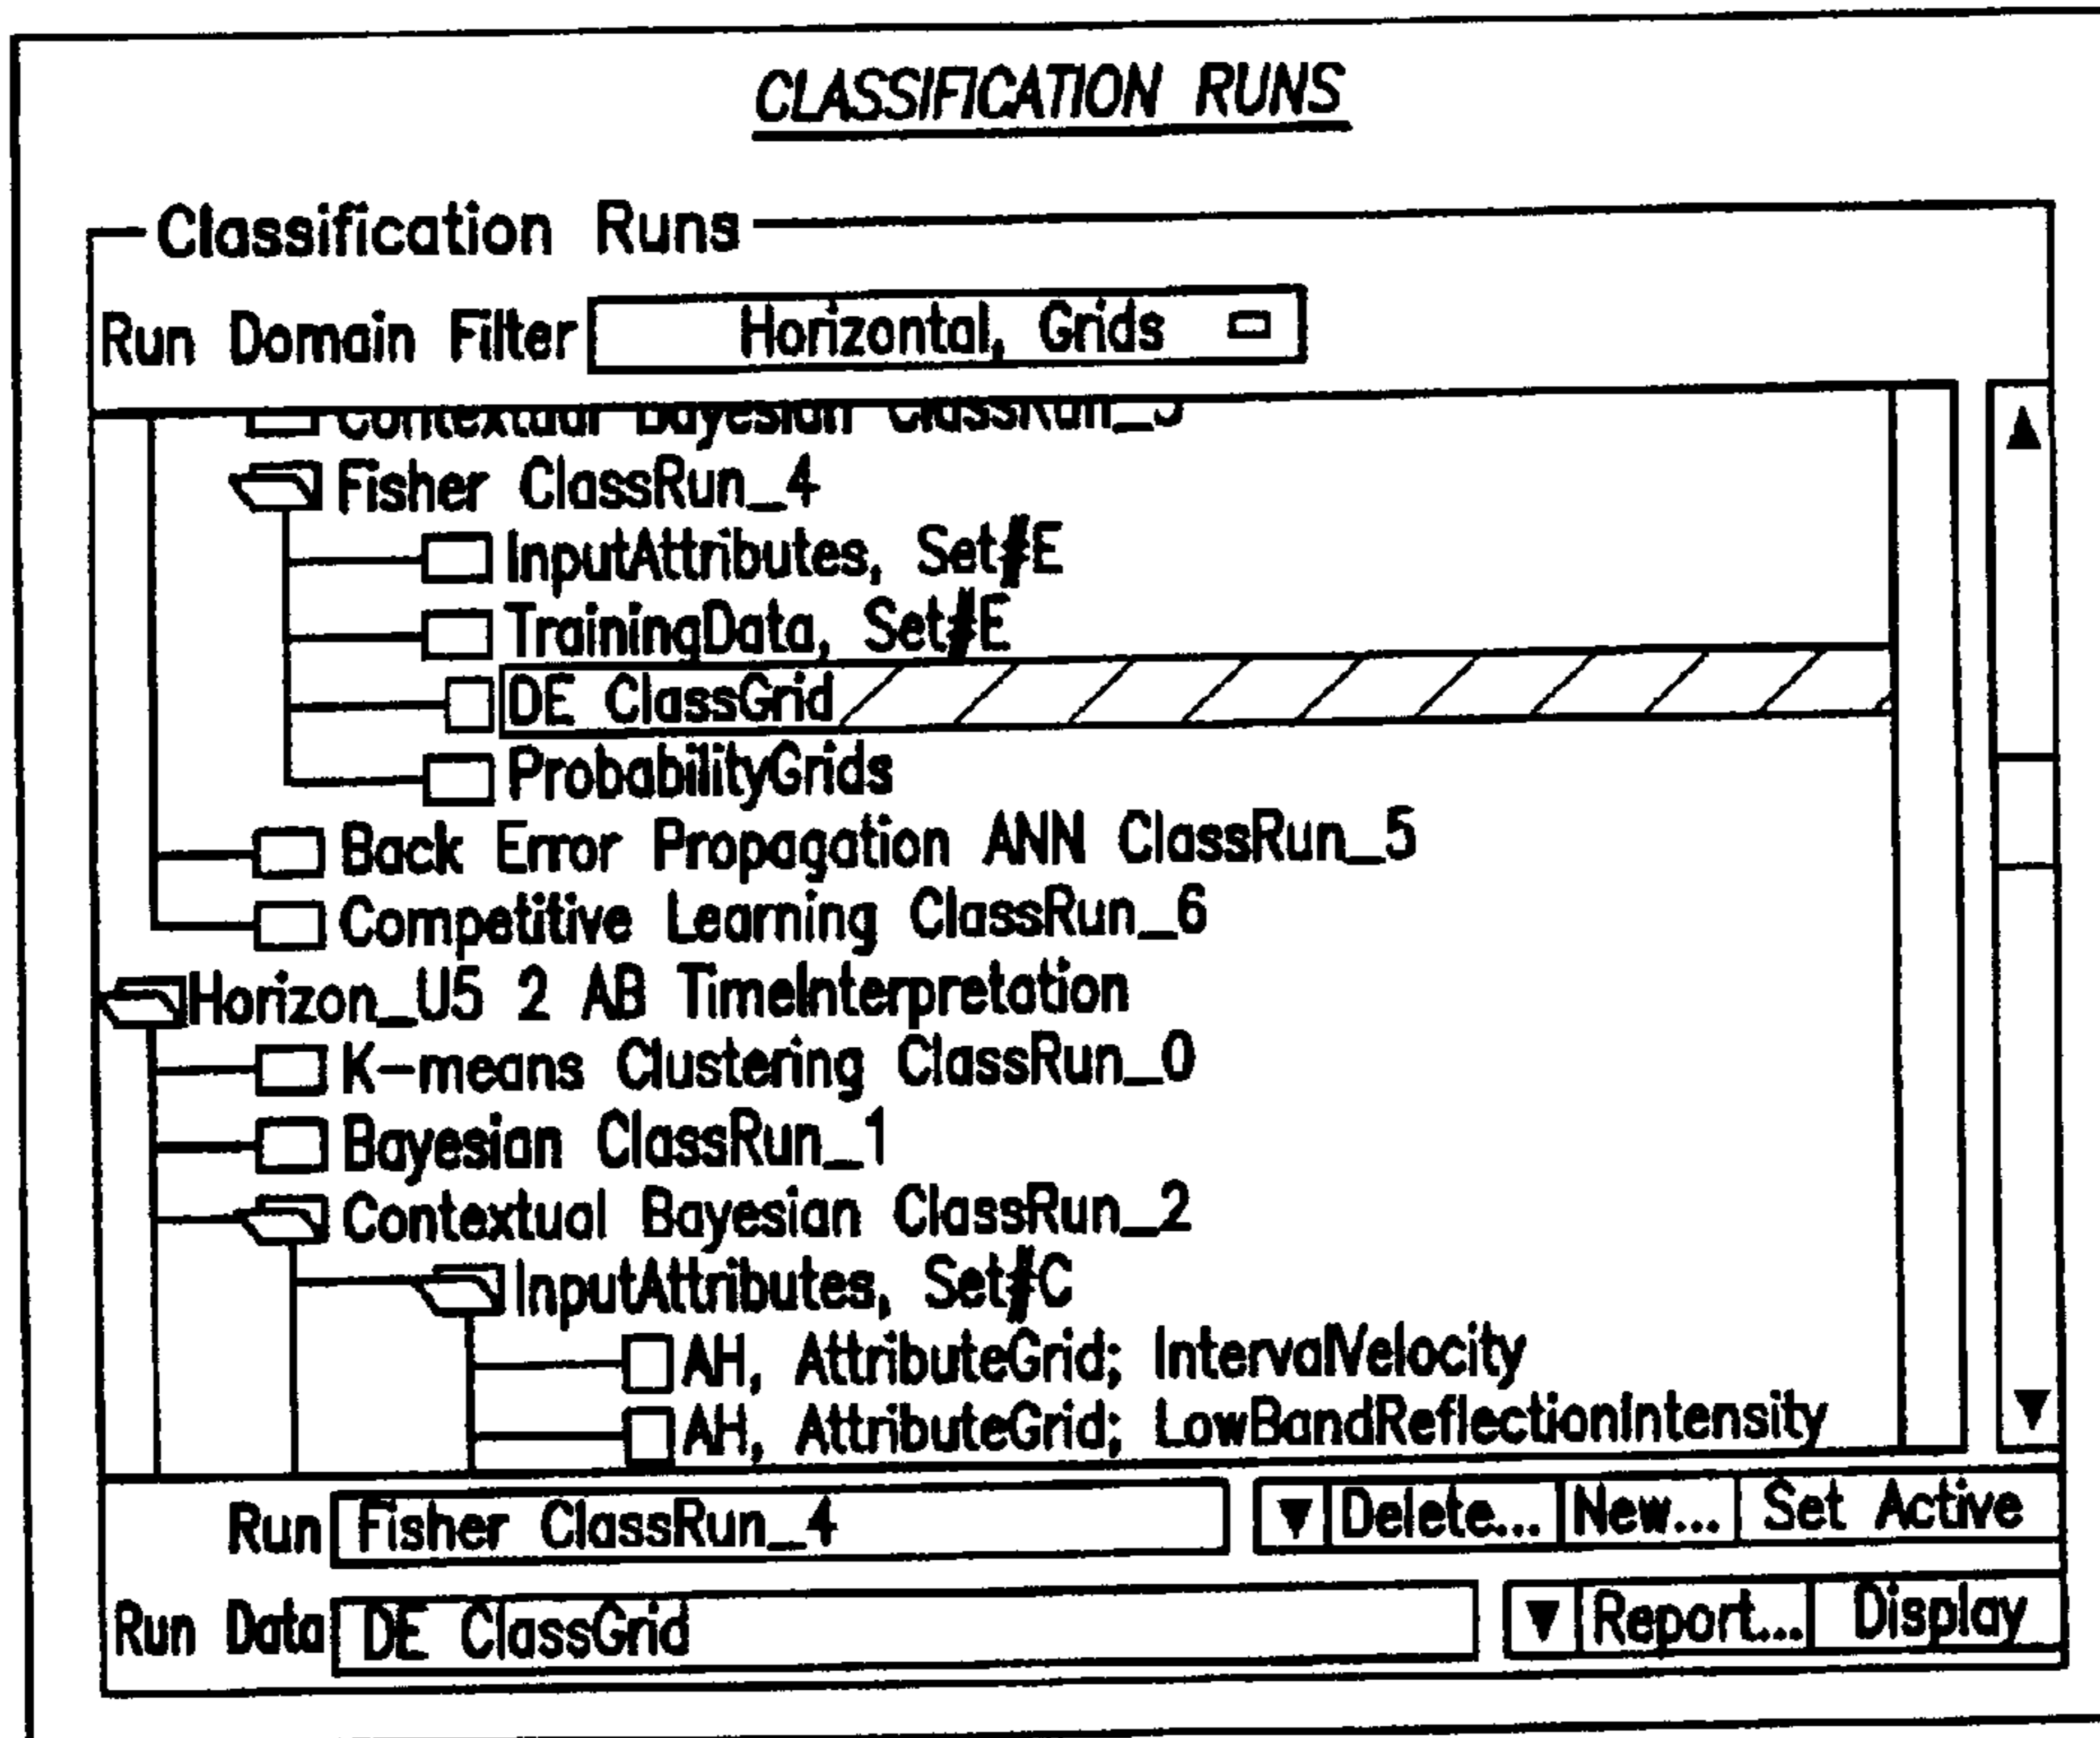 CLASSIFICATION RUNS
Classification Runs
Run Domain Filter Horizontal, Grids
Contextual Bayesian ClassRun_3
Fisher ClassRun_4
InputAttributes, Set#E
TrainingData, Set#E
DE ClassGrid
ProbabilityGrids
Back Error Propagation ANN ClassRun_5
Competitive Learning ClassRun_6
Horizon_U5 2 AB TimeInterpretation
K-means Clustering ClassRun_0
Bayesian ClassRun_1
Contextual Bayesian ClassRun_2
InputAttributes, Set#C
AH, AttributeGrid; IntervalVelocity
AH, AttributeGrid; LowBandReflectionIntensity
Run Fisher ClassRun_4 Delete... New... Set Active
Run Data DE ClassGrid Report... Display